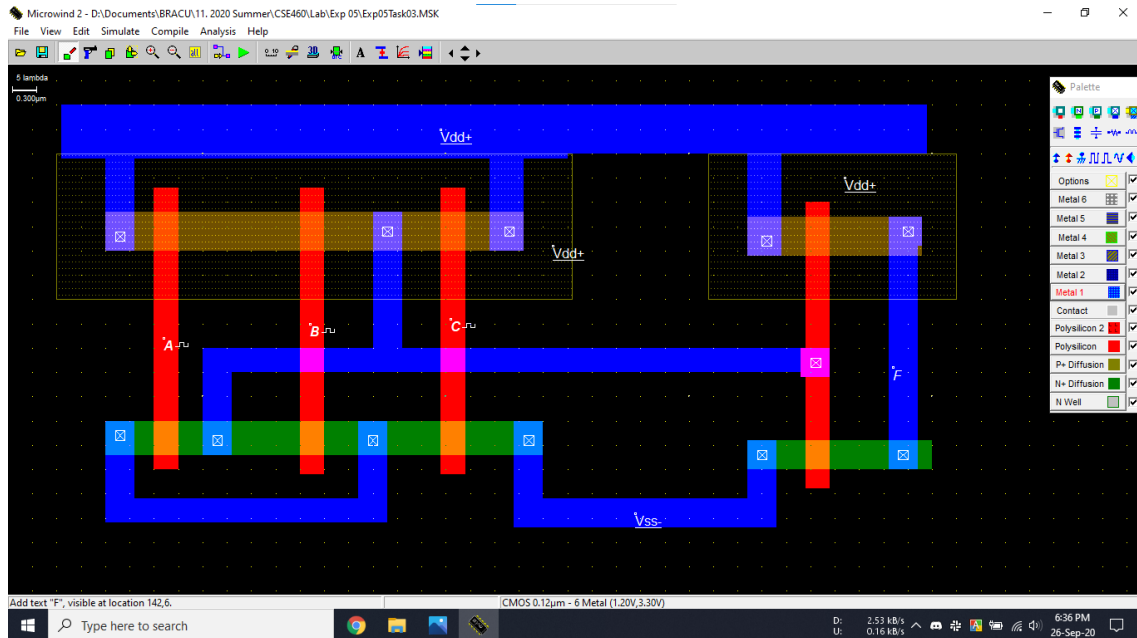 Microwind 2 - D:\Documents\BRACU\11. 2020 Summer\CSE460\Lab\Exp 05\Exp05Task03.MSK
File View Edit Simulate Compile Analysis Help
5 lambda
0.300µm
Vdd+
Vdd+
Vdd+
A
B
C
F
Vss-
Palette
Options
Metal 6
Metal 5
Metal 4
Metal 3
Metal 2
Metal 1
Contact
Polysilicon 2
Polysilicon
P+ Diffusion
N+ Diffusion
N Well
Add text "F", visible at location 142,6.
CMOS 0.12µm - 6 Metal (1.20V,3.30V)
Type here to search
D: 2.53 kB/s
U: 0.16 kB/s
6:36 PM
26-Sep-20